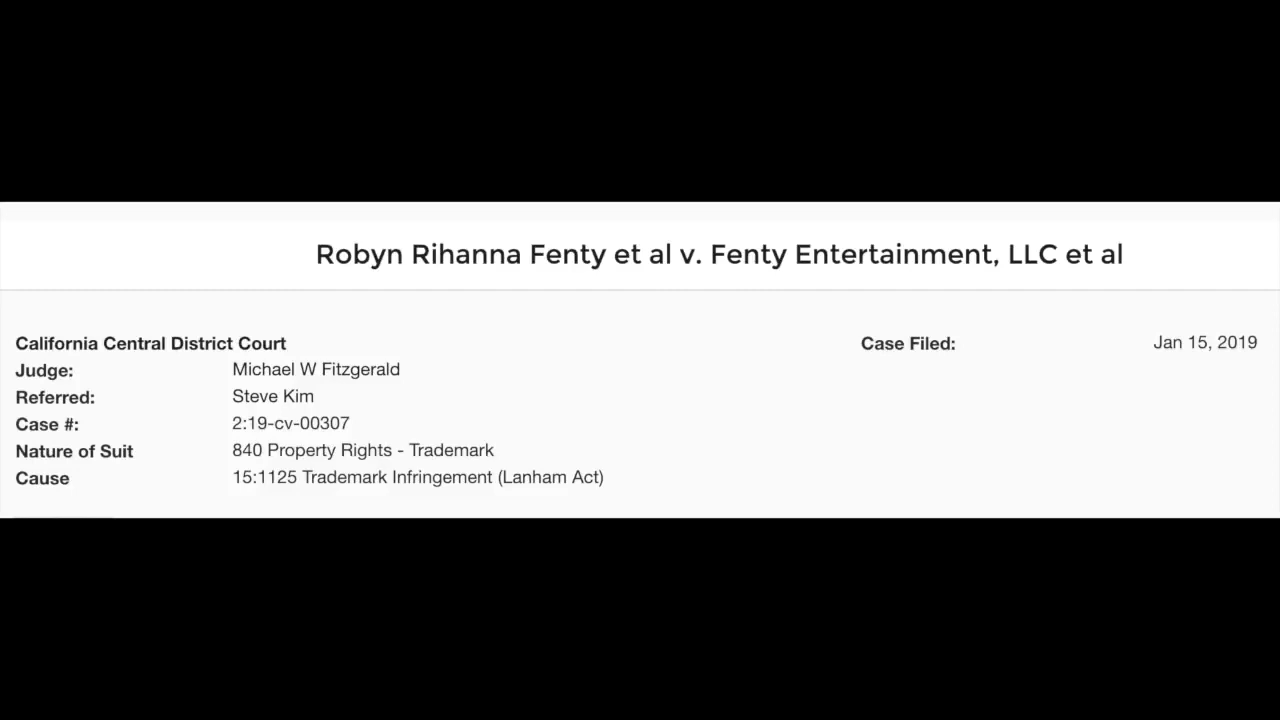 Robyn Rihanna Fenty et al v. Fenty Entertainment, LLC et al
California Central District Court
Case Filed: Jan 15, 2019
Judge: Michael W Fitzgerald
Referred: Steve Kim
Case #: 2:19-cv-00307
Nature of Suit 840 Property Rights - Trademark
Cause 15:1125 Trademark Infringement (Lanham Act)